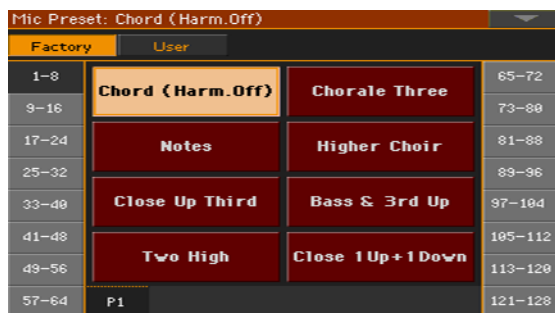 Mic Preset: Chord (Harm.Off)
Factory User
1-8
9-16
17-24
25-32
33-40
41-48
49-56
57-64
Chord (Harm.Off) Chorale Three
Notes Higher Choir
Close Up Third Bass & 3rd Up
Two High Close 1Up+1Down
P1
65-72
73-80
81-88
89-96
97-104
105-112
113-120
121-128